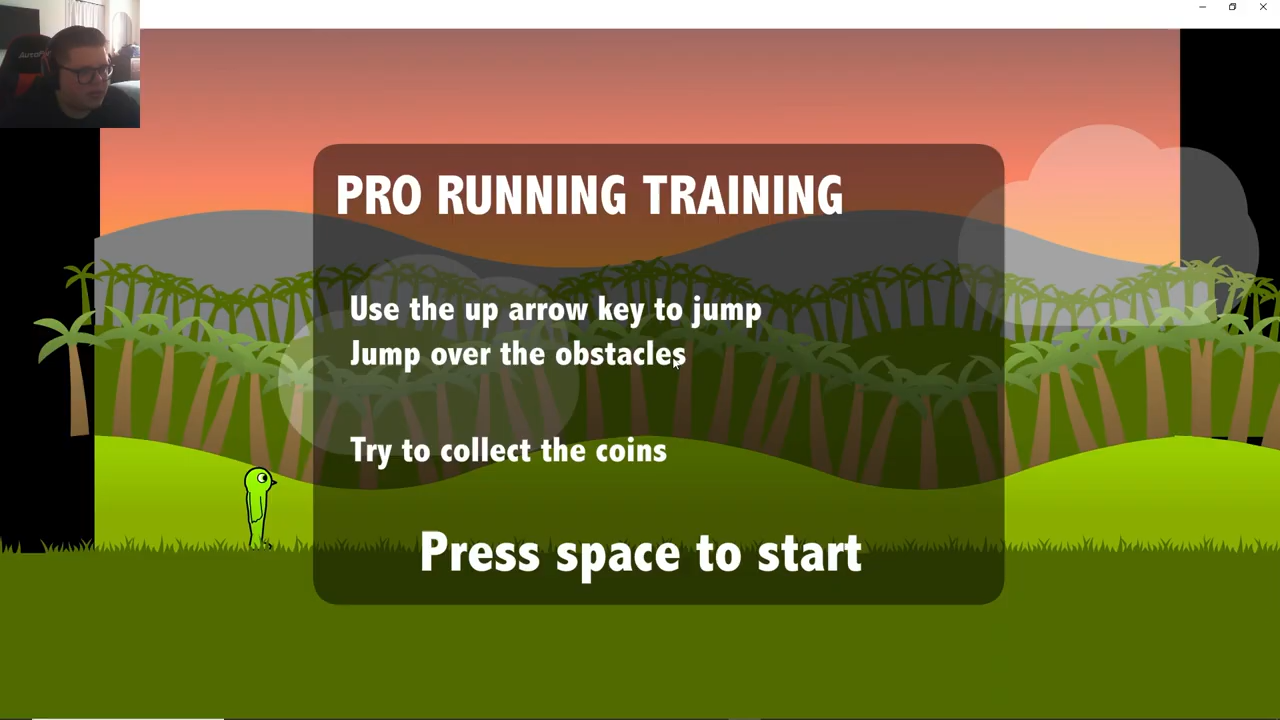 PRO RUNNING TRAINING
Use the up arrow key to jump
Jump over the obstacles
Try to collect the coins
Press space to start